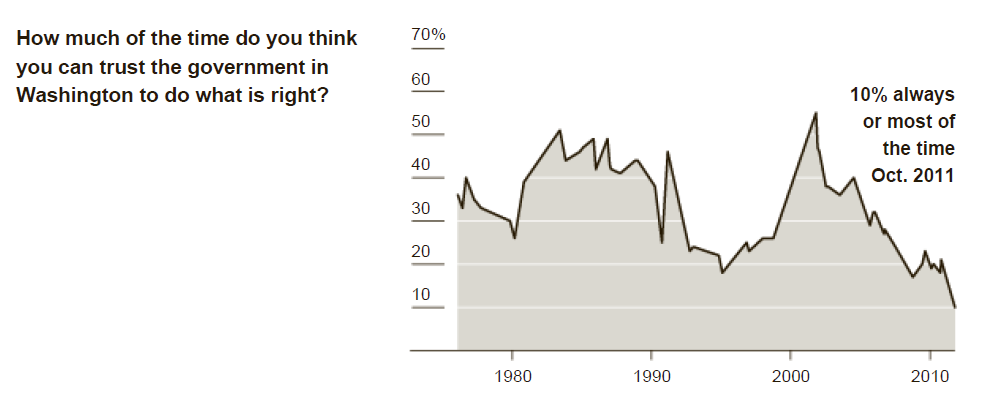 How much of the time do you think
you can trust the government in
Washington to do what is right?
70%
60
50
40
30
20
10
10% always
or most of
the time
Oct. 2011
1980
1990
2000
2010